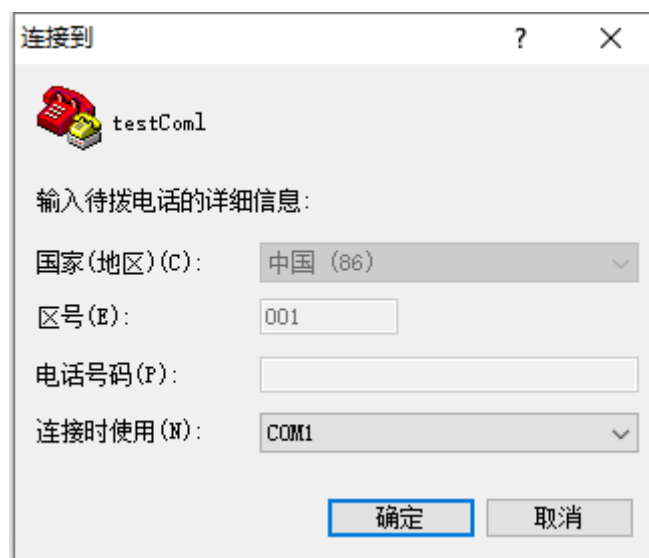 连接到
testCom1
输入待拨电话的详细信息:
国家(地区)(C): 中国 (86)
区号(E): 001
电话号码(P):
连接时使用(N): COM1
确定 取消